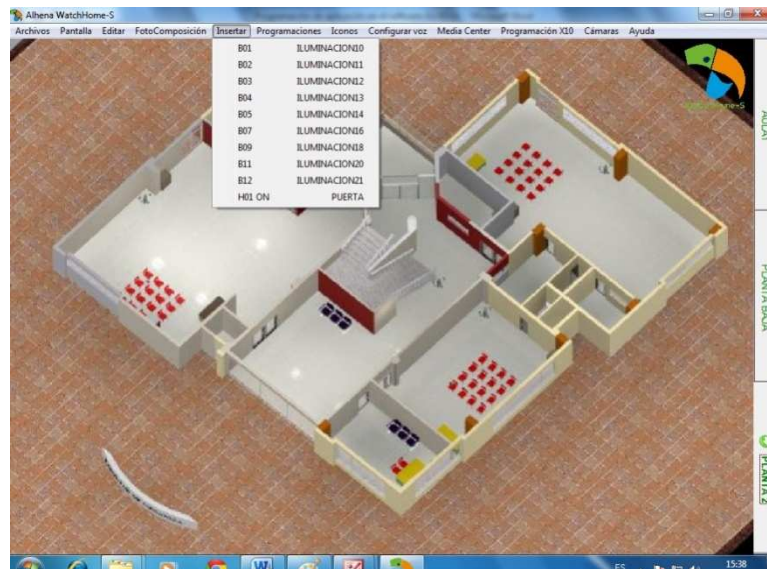 Alhena WatchHome-S
Archivos Pantalla Editar FotoComposición Insertar Programaciones Iconos Configurar voz Media Center Programación X10 Cámaras Ayuda
B01 ILUMINACION10
B02 ILUMINACION11
B03 ILUMINACION12
B04 ILUMINACION13
B05 ILUMINACION14
B07 ILUMINACION16
B09 ILUMINACION18
B11 ILUMINACION20
B12 ILUMINACION21
H01 ON PUERTA
PLANTA BAJA
PLANTA 2
ES
15:38